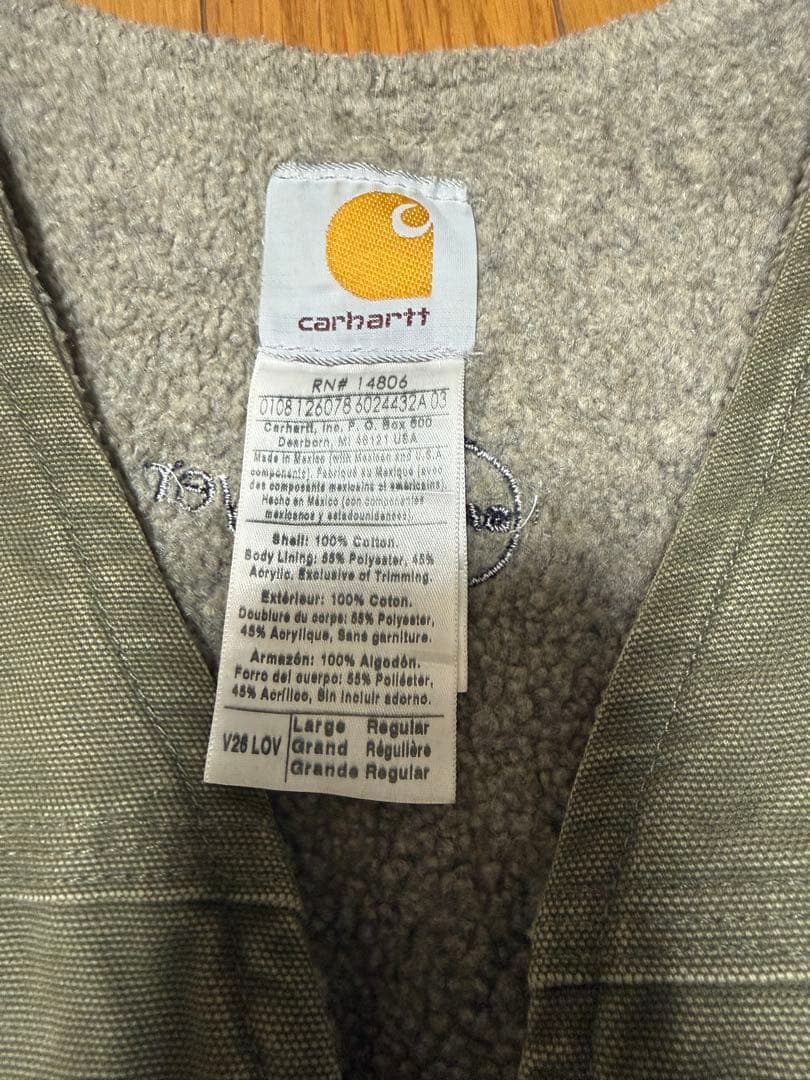 carhartt
RN# 14806
0108126078 6024432A 03
Carhartt, Inc. P. O. Box 600
Dearborn, MI 48121 USA
Made in Mexico (with Mexican and U.S.A.
components). Fabriqué au Mexique (avec
des composants mexicains et américains).
Hecho en México (con componentes
mexicanos y estadounidenses).
Shell: 100% Cotton.
Body Lining: 55% Polyester, 45%
Acrylic. Exclusive of Trimming.
Extérieur: 100% Coton.
Doublure du corps: 55% Polyester,
45% Acrylique, Sans garniture.
Armazón: 100% Algodón.
Forro del cuerpo: 55% Poliéster,
45% Acrílico, Sin incluir adorno.
V26 LOV
Large Regular
Grand Régulière
Grande Regular